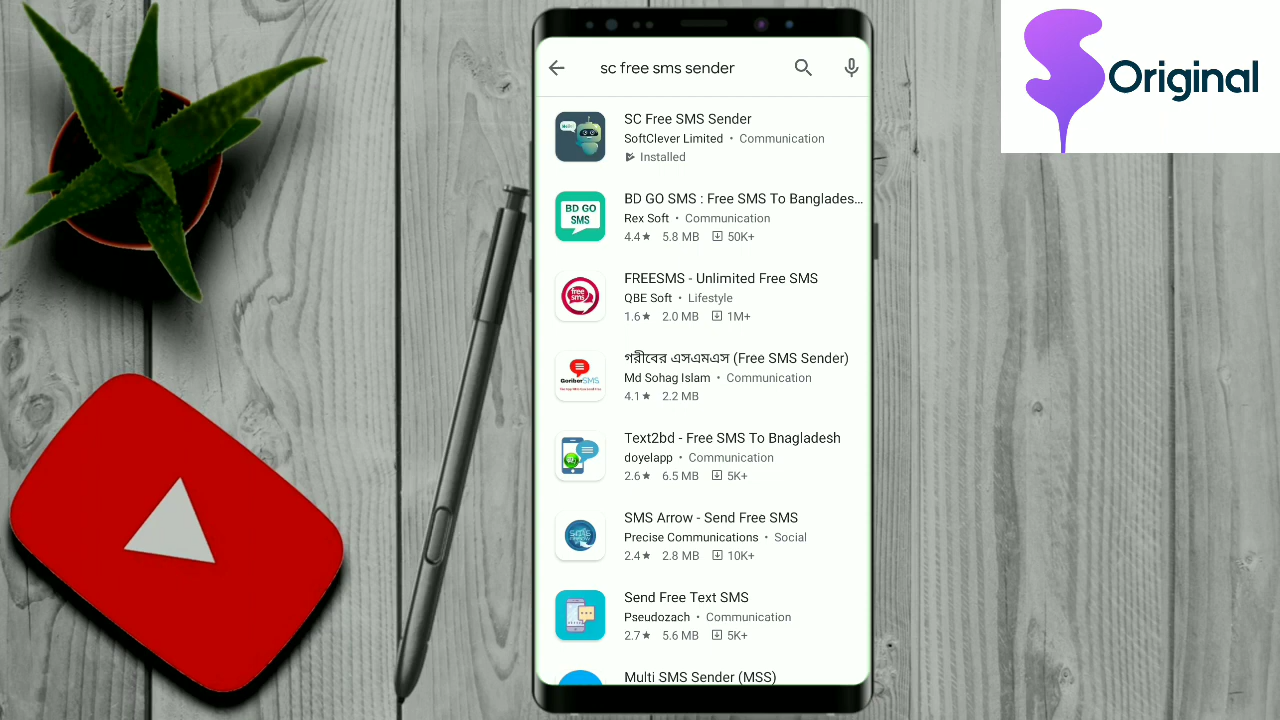 sc free sms sender
Original
SC Free SMS Sender
SoftClever Limited • Communication
Installed
BD GO SMS : Free SMS To Banglades...
BD GO
SMS
Rex Soft • Communication
4.4★ 5.8 MB 50K+
FREESMS - Unlimited Free SMS
free
sms
QBE Soft • Lifestyle
1.6★ 2.0 MB 1M+
গরীবের এসএমএস (Free SMS Sender)
GoriberSMS
Md Sohag Islam • Communication
4.1★ 2.2 MB
Text2bd - Free SMS To Bnagladesh
doyelapp • Communication
2.6★ 6.5 MB 5K+
SMS Arrow - Send Free SMS
Precise Communications • Social
2.4★ 2.8 MB 10K+
Send Free Text SMS
Pseudozach • Communication
2.7★ 5.6 MB 5K+
Multi SMS Sender (MSS)